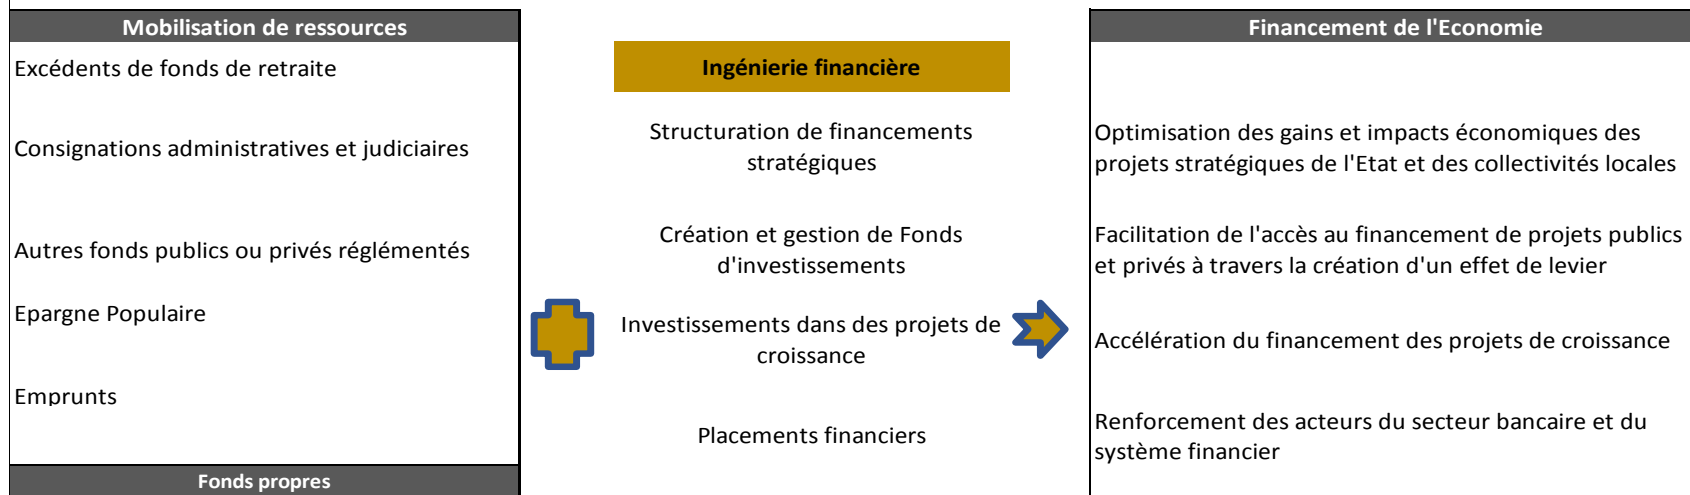 Mobilisation de ressources
Excédents de fonds de retraite
Consignations administratives et judiciaires
Autres fonds publics ou privés réglémentés
Epargne Populaire
Emprunts
Fonds propres
Ingénierie financière
Structuration de financements
stratégiques
Création et gestion de Fonds
d'investissements
Investissements dans des projets de
croissance
Placements financiers
Financement de l'Economie
Optimisation des gains et impacts économiques des
projets stratégiques de l'Etat et des collectivités locales
Facilitation de l'accès au financement de projets publics
et privés à travers la création d'un effet de levier
Accélération du financement des projets de croissance
Renforcement des acteurs du secteur bancaire et du
système financier